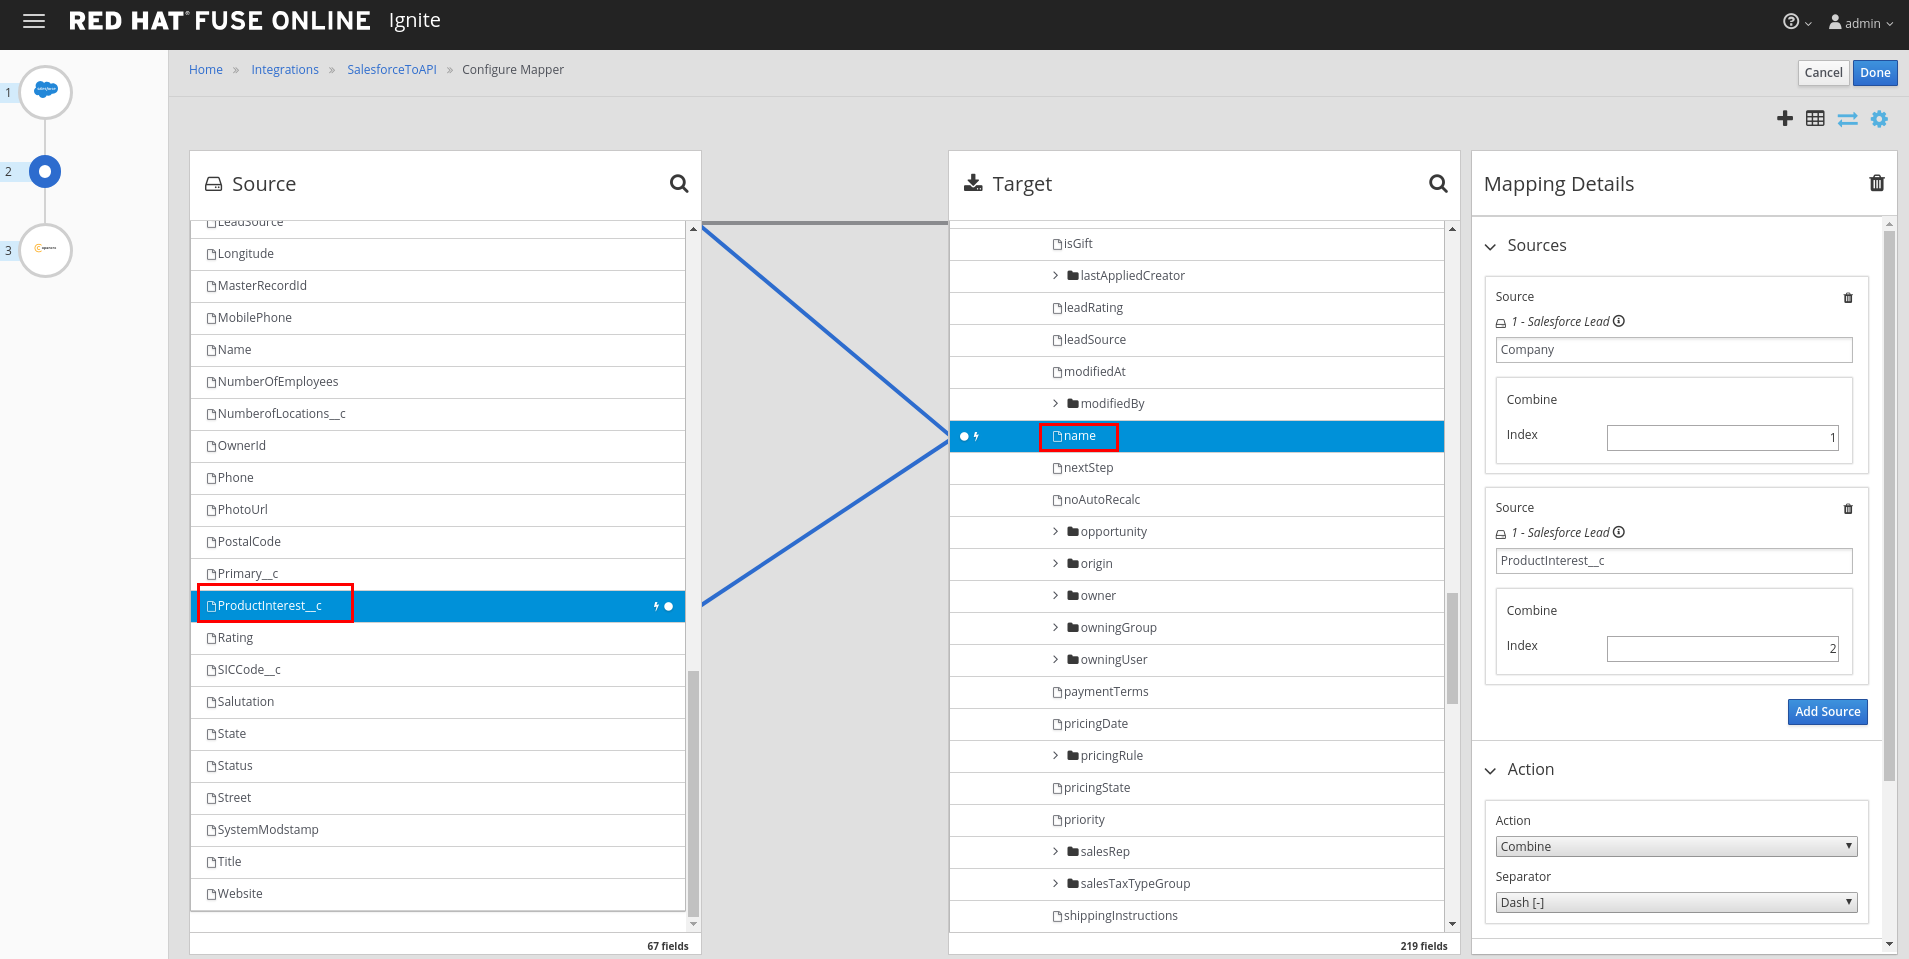 RED HAT® FUSE ONLINE Ignite
admin
Home » Integrations » SalesforceToAPI » Configure Mapper
Cancel Done
1
2
3
Source
LeadSource
Longitude
MasterRecordId
MobilePhone
Name
NumberOfEmployees
NumberofLocations__c
OwnerId
Phone
PhotoUrl
PostalCode
Primary__c
ProductInterest__c
Rating
SICCode__c
Salutation
State
Status
Street
SystemModstamp
Title
Website
67 fields
Target
isGift
lastAppliedCreator
leadRating
leadSource
modifiedAt
modifiedBy
name
nextStep
noAutoRecalc
opportunity
origin
owner
owningGroup
owningUser
paymentTerms
pricingDate
pricingRule
pricingState
priority
salesRep
salesTaxTypeGroup
shippingInstructions
219 fields
Mapping Details
Sources
Source
1 - Salesforce Lead
Company
Combine
Index 1
Source
1 - Salesforce Lead
ProductInterest__c
Combine
Index 2
Add Source
Action
Action
Combine
Separator
Dash [-]